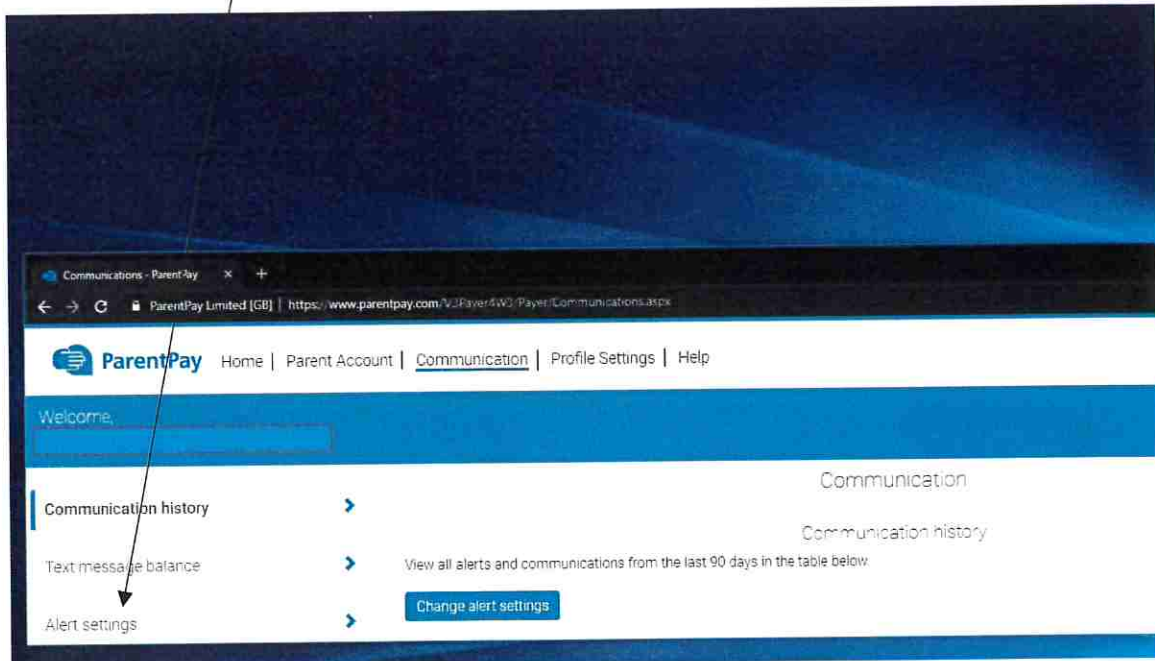 Communications - ParentPay × +
ParentPay Limited [GB] | https://www.parentpay.com/V3Payer4W3/Payer/Communications.aspx
ParentPay Home | Parent Account | Communication | Profile Settings | Help
Welcome,
Communication
Communication history
Communication history
Text message balance
View all alerts and communications from the last 90 days in the table below
Change alert settings
Alert settings